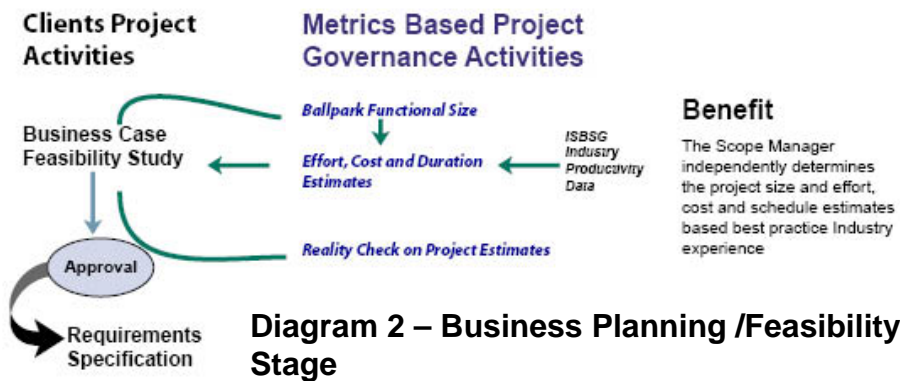 Clients Project
Activities
Metrics Based Project
Governance Activities
Ballpark Functional Size
Business Case
Feasibility Study
Effort, Cost and Duration
Estimates
ISBSG
Industry
Productivity
Data
Benefit
The Scope Manager
independently determines
the project size and effort,
cost and schedule estimates
based best practice Industry
experience
Reality Check on Project Estimates
Approval
Requirements
Specification
Diagram 2 – Business Planning /Feasibility
Stage